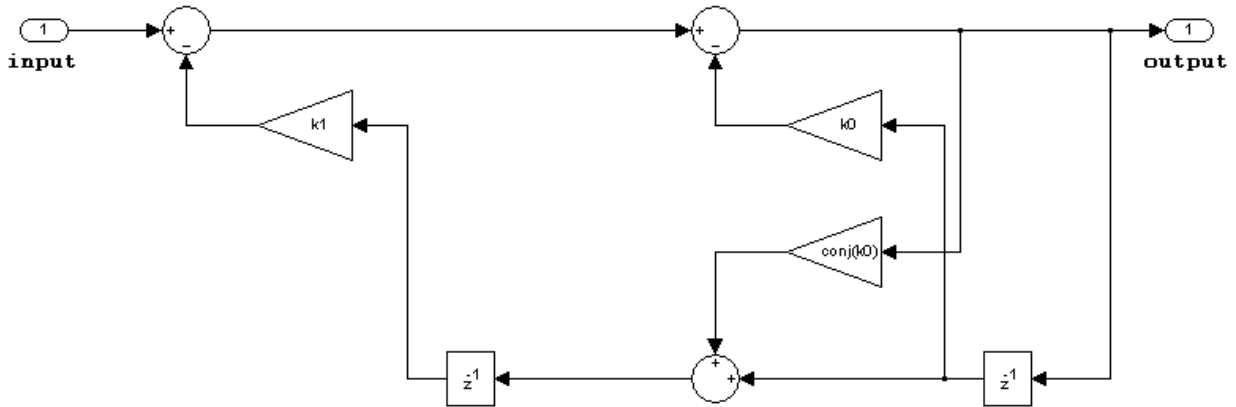 1
+
−
+
−
1
input
output
k1
k0
conj(k0)
+
+
z-1
z-1